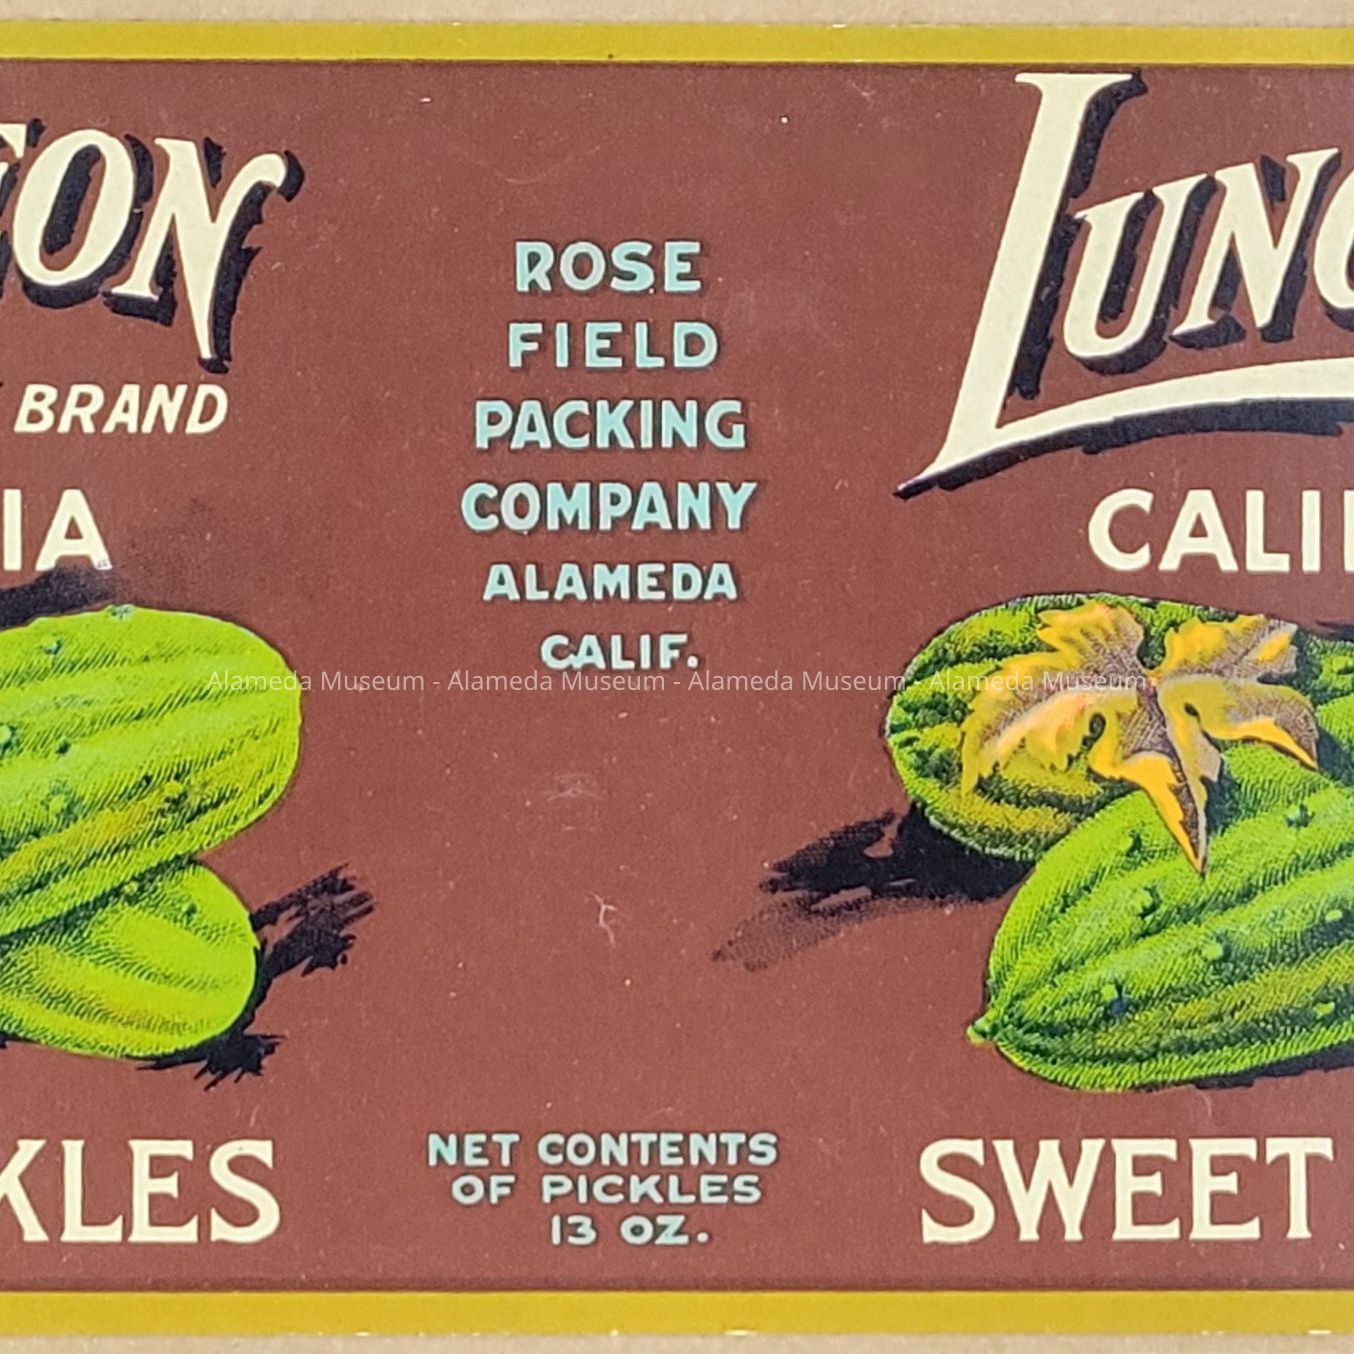 EON
BRAND
IA
KLES
ROSE
FIELD
PACKING
COMPANY
ALAMEDA
CALIF.
NET CONTENTS
OF PICKLES
13 OZ.
LUNC
CALIF
SWEET
Alameda Museum - Alameda Museum - Alameda Museum - Alameda Museum